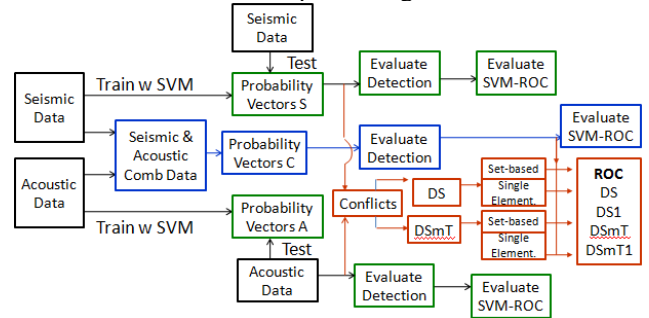 Seismic
Data
Test
Evaluate
Detection
Evaluate
SVM-ROC
Train w SVM
Probability
Vectors S
Seismic
Data
Seismic &
Acoustic
Comb Data
Probability
Vectors C
Evaluate
Detection
Evaluate
SVM-ROC
Acoustic
Data
Train w SVM
Probability
Vectors A
Test
Conflicts
DS
Set-based
Single
Element.
DSmT
Set-based
Single
Element.
ROC
DS
DS1
DSmT
DSmT1
Acoustic
Data
Evaluate
Detection
Evaluate
SVM-ROC